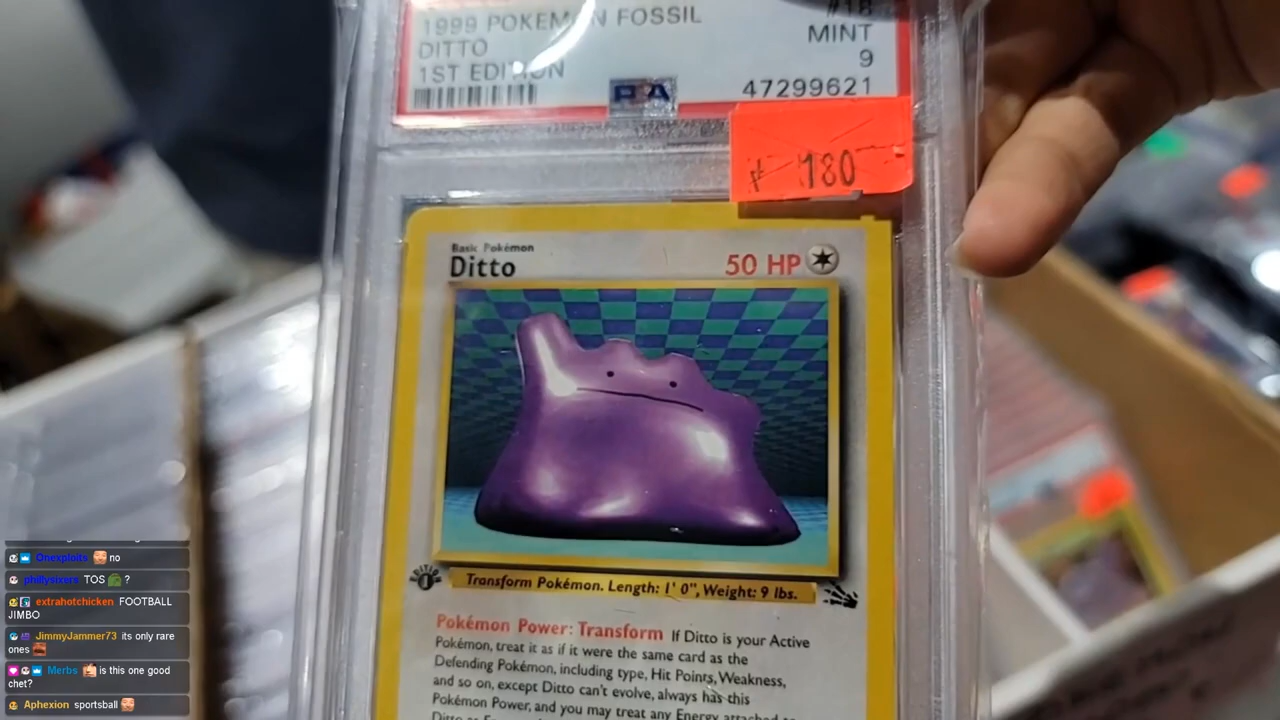 1999 POKEMON FOSSIL
#18
DITTO
MINT
1ST EDITION
9
PSA
47299621
180
Basic Pokémon
Ditto
50 HP
EDITION
1
Transform Pokémon. Length: 1' 0", Weight: 9 lbs.
Pokémon Power: Transform If Ditto is your Active
Pokémon, treat it as if it were the same card as the
Defending Pokémon, including type, Hit Points, Weakness,
and so on, except Ditto can't evolve, always has this
Pokémon Power, and you may treat any Energy attached
Onexploits no
phillysixers TOS ?
extrahotchicken FOOTBALL
JIMBO
JimmyJammer73 its only rare
ones
Merbs is this one good
chet?
Aphexion sportsball